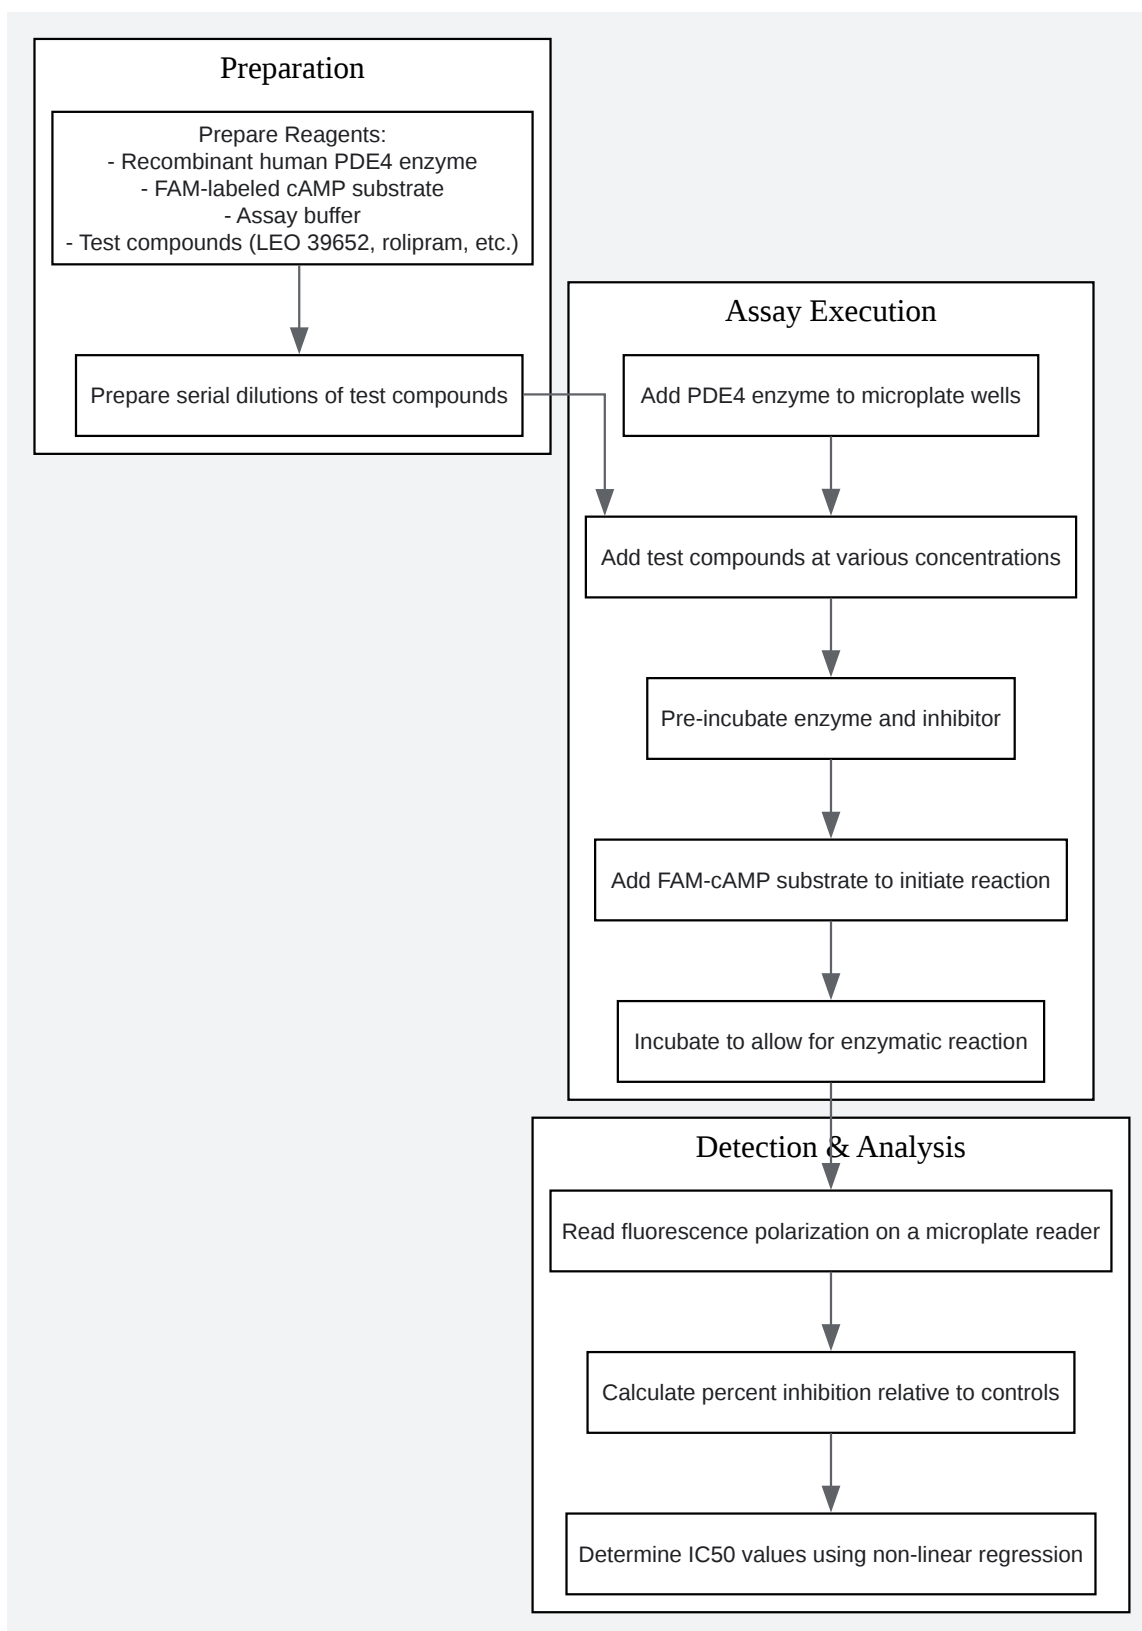 Preparation
Prepare Reagents:
- Recombinant human PDE4 enzyme
- FAM-labeled cAMP substrate
- Assay buffer
- Test compounds (LEO 39652, rolipram, etc.)
Prepare serial dilutions of test compounds
Assay Execution
Add PDE4 enzyme to microplate wells
Add test compounds at various concentrations
Pre-incubate enzyme and inhibitor
Add FAM-cAMP substrate to initiate reaction
Incubate to allow for enzymatic reaction
Detection & Analysis
Read fluorescence polarization on a microplate reader
Calculate percent inhibition relative to controls
Determine IC50 values using non-linear regression